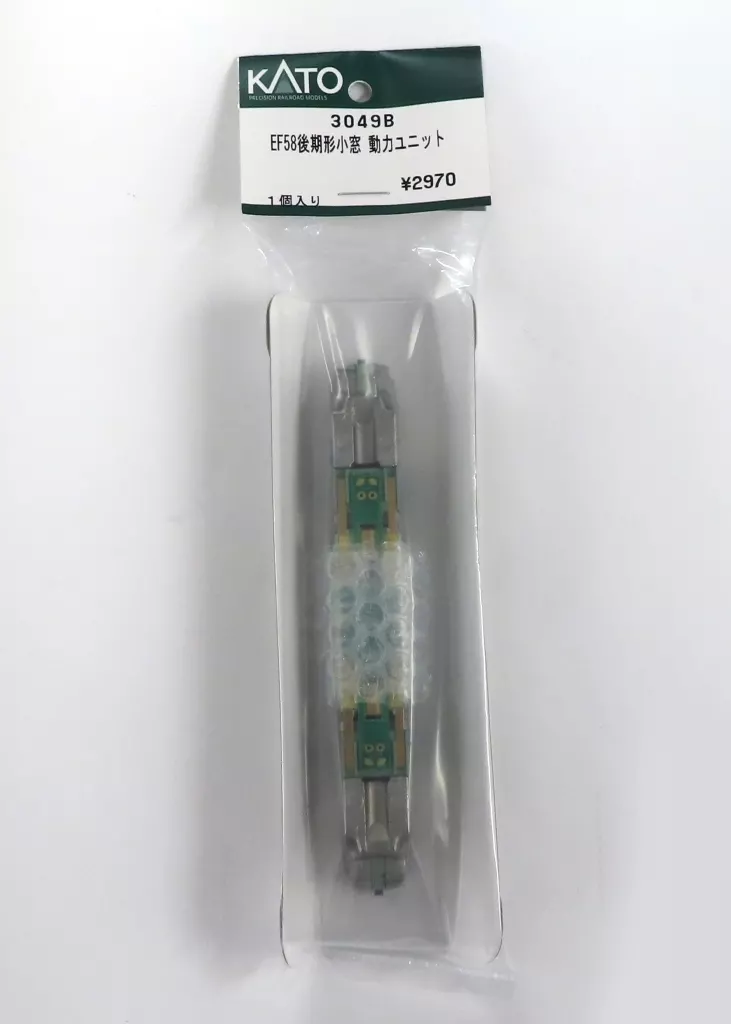 KATO
PRECISION RAILROAD MODELS
3049B
EF58後期形小窓 動力ユニット
¥2970
1個入り